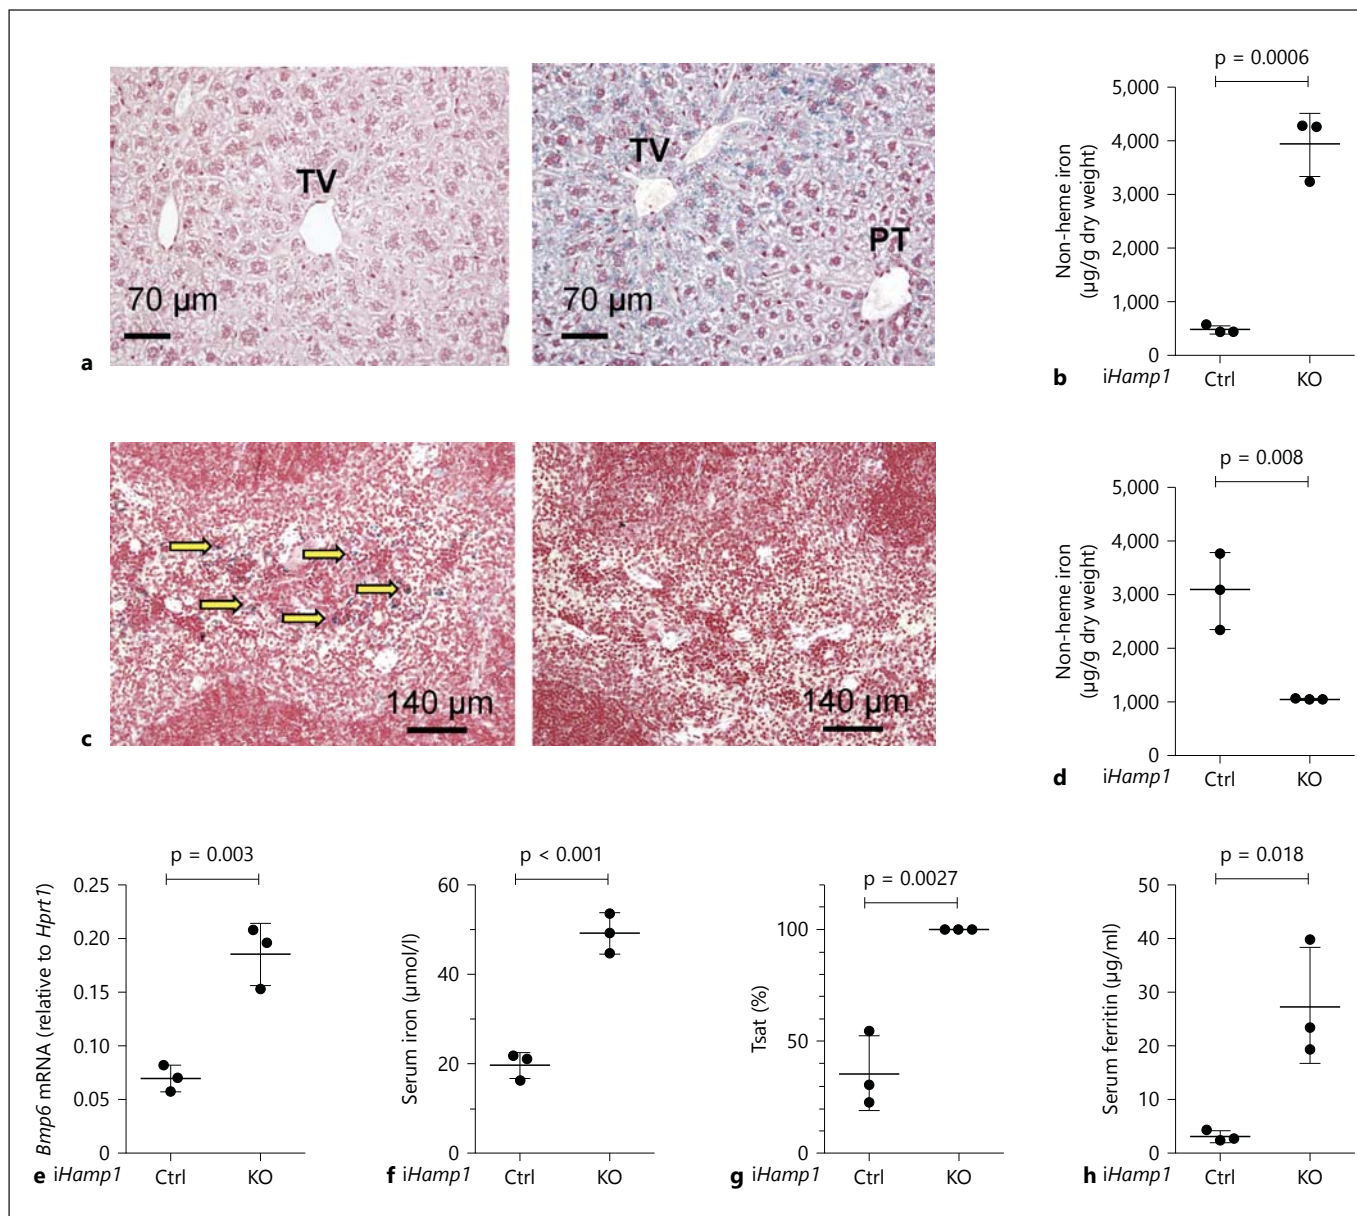 TV
70 µm
TV
PT
70 µm
a
p = 0.0006
5,000
4,000
3,000
2,000
1,000
0
Non-heme iron
(µg/g dry weight)
b iHamp1 Ctrl KO
140 µm
140 µm
c
p = 0.008
5,000
4,000
3,000
2,000
1,000
0
Non-heme iron
(µg/g dry weight)
d iHamp1 Ctrl KO
p = 0.003
0.25
0.20
0.15
0.10
0.05
0
Bmp6 mRNA (relative to Hprt1)
e iHamp1 Ctrl KO
p < 0.001
60
40
20
0
Serum iron (µmol/l)
f iHamp1 Ctrl KO
p = 0.0027
100
50
0
Tsat (%)
g iHamp1 Ctrl KO
p = 0.018
50
40
30
20
10
0
Serum ferritin (µg/ml)
h iHamp1 Ctrl KO